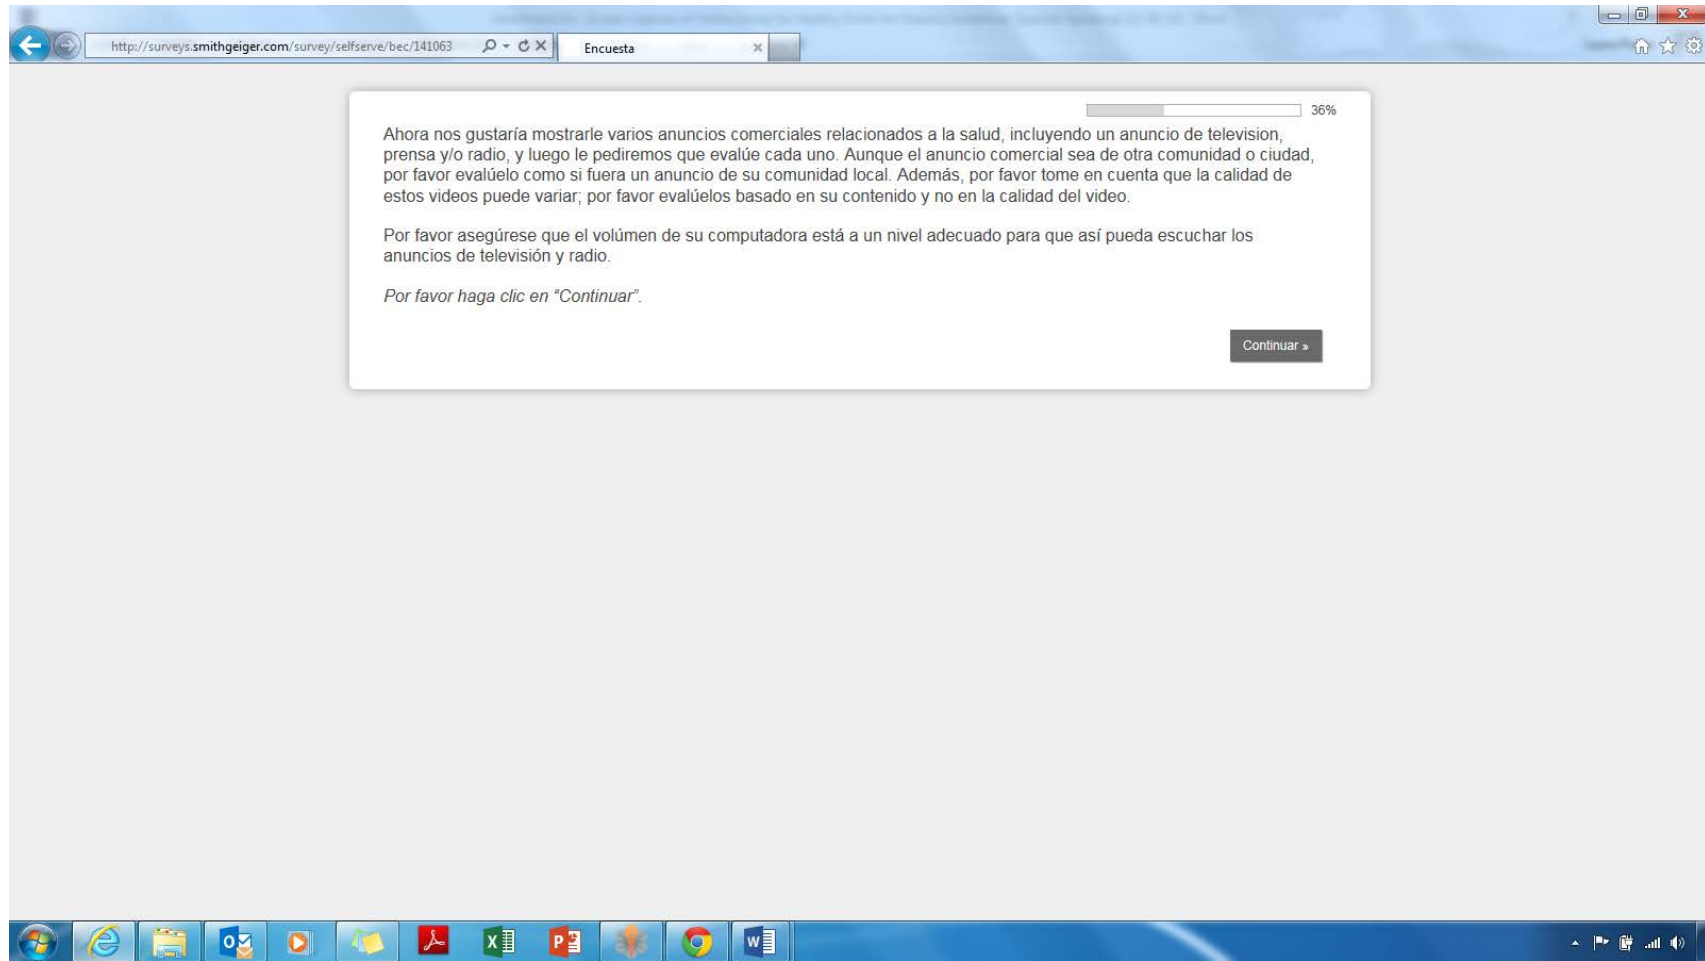 http://surveys.smithgeiger.com/survey/selfserve/bec/141063
Encuesta
36%
Ahora nos gustaría mostrarle varios anuncios comerciales relacionados a la salud, incluyendo un anuncio de television,
prensa y/o radio, y luego le pediremos que evalúe cada uno. Aunque el anuncio comercial sea de otra comunidad o ciudad,
por favor evalúelo como si fuera un anuncio de su comunidad local. Además, por favor tome en cuenta que la calidad de
estos videos puede variar; por favor evalúelos basado en su contenido y no en la calidad del video.
Por favor asegúrese que el volúmen de su computadora está a un nivel adecuado para que así pueda escuchar los
anuncios de televisión y radio.
Por favor haga clic en “Continuar”.
Continuar »